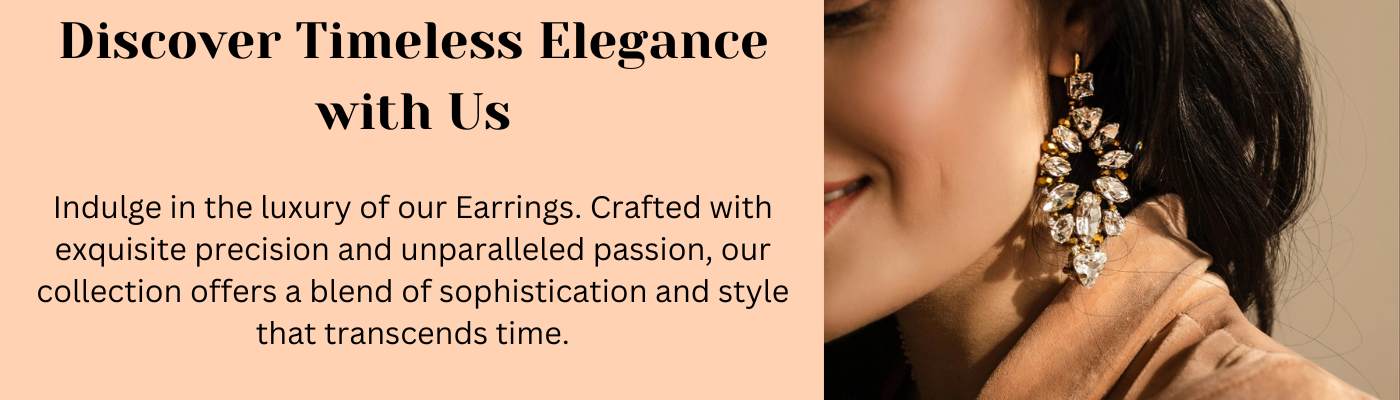 Discover Timeless Elegance
with Us
Indulge in the luxury of our Earrings. Crafted with
exquisite precision and unparalleled passion, our
collection offers a blend of sophistication and style
that transcends time.